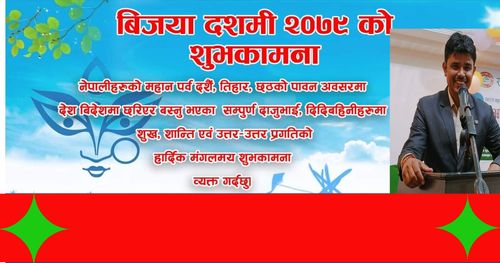 बिजया दशमी २०७९ को
शुभकामना
नेपालीहरूको महान पर्व दशैं, तिहार, छठको पावन अवसरमा
देश बिदेशमा छरिएर बस्नु भएका सम्पुर्ण दाजुभाई, दिदिबहिनीहरूमा
शुख, शान्ति एवं उत्तर-उत्तर प्रगतिको
हार्दिक मंगलमय शुभकामना
व्यक्त गर्दछु।